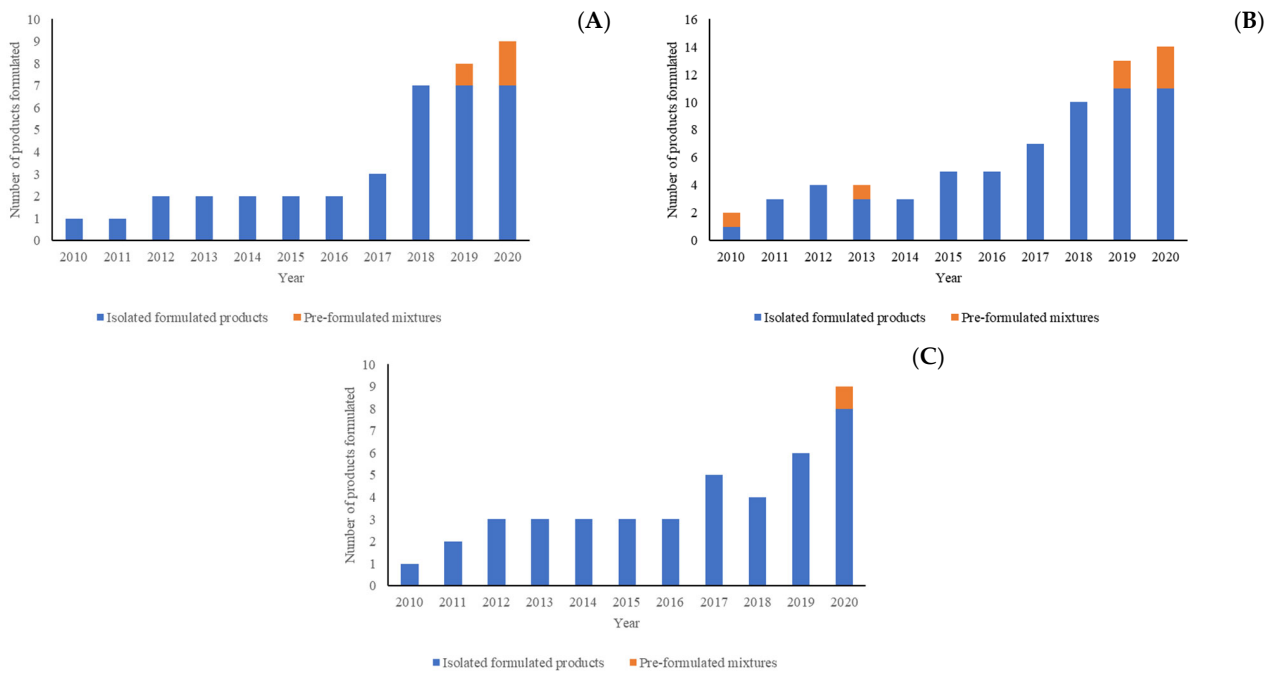 (A)
Number of products formulated
10
9
8
7
6
5
4
3
2
1
0
2010 2011 2012 2013 2014 2015 2016 2017 2018 2019 2020
Year
Isolated formulated products Pre-formulated mixtures
(B)
Number of products formulated
16
14
12
10
8
6
4
2
0
2010 2011 2012 2013 2014 2015 2016 2017 2018 2019 2020
Year
Isolated formulated products Pre-formulated mixtures
(C)
Number of products formulated
10
9
8
7
6
5
4
3
2
1
0
2010 2011 2012 2013 2014 2015 2016 2017 2018 2019 2020
Year
Isolated formulated products Pre-formulated mixtures